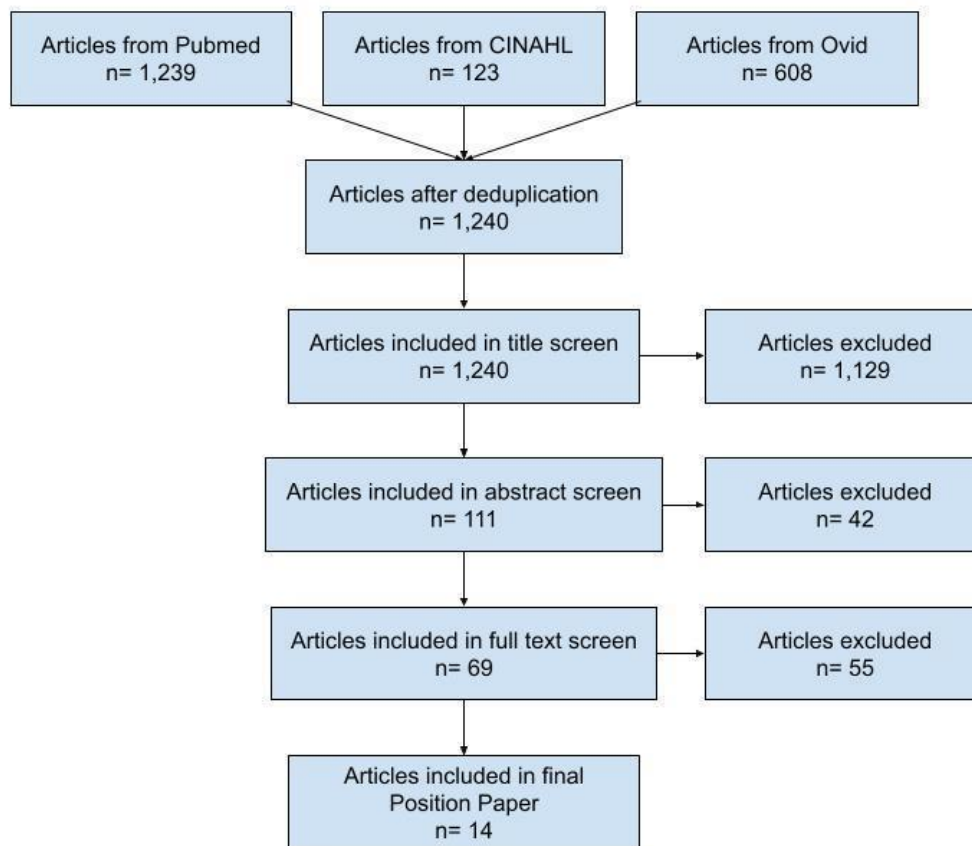 Articles from Pubmed
n= 1,239
Articles from CINAHL
n= 123
Articles from Ovid
n= 608
Articles after deduplication
n= 1,240
Articles included in title screen
n= 1,240
Articles excluded
n= 1,129
Articles included in abstract screen
n= 111
Articles excluded
n= 42
Articles included in full text screen
n= 69
Articles excluded
n= 55
Articles included in final
Position Paper
n= 14